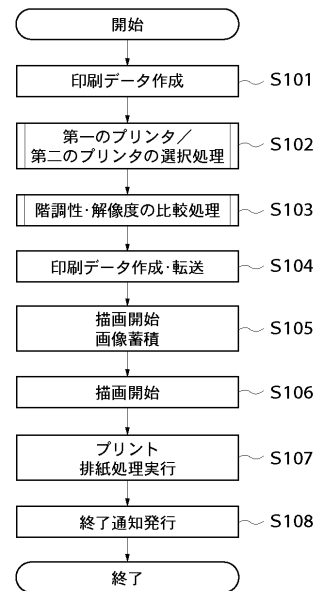 開始
印刷データ作成
S101
第一のプリンタ／
第二のプリンタの選択処理
S102
階調性・解像度の比較処理
S103
印刷データ作成・転送
S104
描画開始
画像蓄積
S105
描画開始
S106
プリント
排紙処理実行
S107
終了通知発行
S108
終了